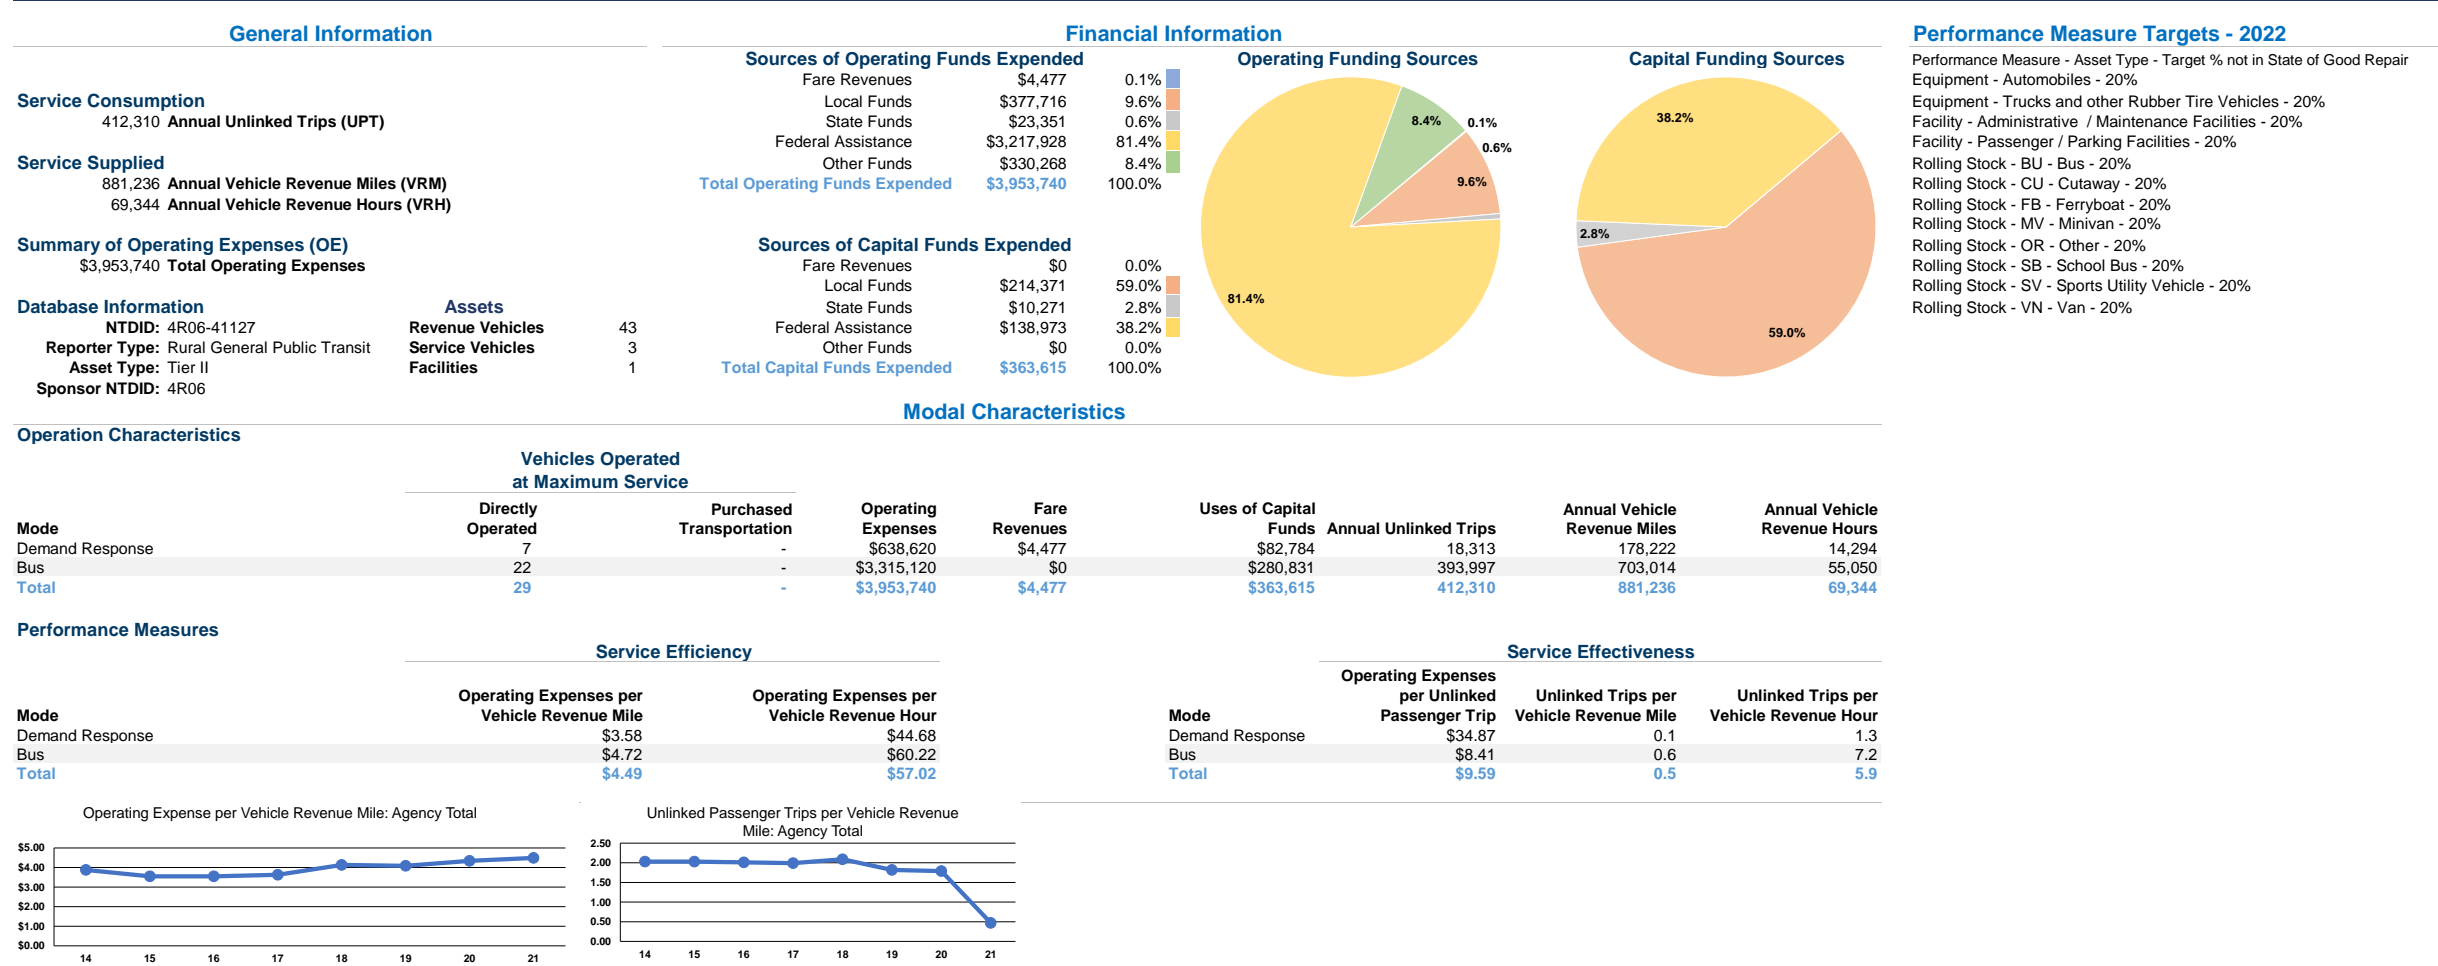 General Information
Service Consumption
412,310 Annual Unlinked Trips (UPT)
Service Supplied
881,236 Annual Vehicle Revenue Miles (VRM)
69,344 Annual Vehicle Revenue Hours (VRH)
Summary of Operating Expenses (OE)
$3,953,740 Total Operating Expenses
Database Information
NTDID: 4R06-41127
Reporter Type: Rural General Public Transit
Asset Type: Tier II
Sponsor NTDID: 4R06
Assets
Revenue Vehicles 43
Service Vehicles 3
Facilities 1
Financial Information
Sources of Operating Funds Expended
Fare Revenues $4,477 0.1%
Local Funds $377,716 9.6%
State Funds $23,351 0.6%
Federal Assistance $3,217,928 81.4%
Other Funds $330,268 8.4%
Total Operating Funds Expended $3,953,740 100.0%
Sources of Capital Funds Expended
Fare Revenues $0 0.0%
Local Funds $214,371 59.0%
State Funds $10,271 2.8%
Federal Assistance $138,973 38.2%
Other Funds $0 0.0%
Total Capital Funds Expended $363,615 100.0%
Operating Funding Sources
8.4%
0.1%
0.6%
9.6%
81.4%
Capital Funding Sources
38.2%
2.8%
59.0%
Performance Measure Targets - 2022
Performance Measure - Asset Type - Target % not in State of Good Repair
Equipment - Automobiles - 20%
Equipment - Trucks and other Rubber Tire Vehicles - 20%
Facility - Administrative / Maintenance Facilities - 20%
Facility - Passenger / Parking Facilities - 20%
Rolling Stock - BU - Bus - 20%
Rolling Stock - CU - Cutaway - 20%
Rolling Stock - FB - Ferryboat - 20%
Rolling Stock - MV - Minivan - 20%
Rolling Stock - OR - Other - 20%
Rolling Stock - SB - School Bus - 20%
Rolling Stock - SV - Sports Utility Vehicle - 20%
Rolling Stock - VN - Van - 20%
Modal Characteristics
Operation Characteristics
Vehicles Operated
at Maximum Service
Directly Purchased Operating Fare Uses of Capital Annual Vehicle Annual Vehicle
Mode Operated Transportation Expenses Revenues Funds Annual Unlinked Trips Revenue Miles Revenue Hours
Demand Response 7 - $638,620 $4,477 $82,784 18,313 178,222 14,294
Bus 22 - $3,315,120 $0 $280,831 393,997 703,014 55,050
Total 29 - $3,953,740 $4,477 $363,615 412,310 881,236 69,344
Performance Measures
Service Efficiency
Operating Expenses per Operating Expenses per
Mode Vehicle Revenue Mile Vehicle Revenue Hour
Demand Response $3.58 $44.68
Bus $4.72 $60.22
Total $4.49 $57.02
Service Effectiveness
Operating Expenses
per Unlinked Unlinked Trips per Unlinked Trips per
Mode Passenger Trip Vehicle Revenue Mile Vehicle Revenue Hour
Demand Response $34.87 0.1 1.3
Bus $8.41 0.6 7.2
Total $9.59 0.5 5.9
Operating Expense per Vehicle Revenue Mile: Agency Total
$5.00
$4.00
$3.00
$2.00
$1.00
$0.00
14 15 16 17 18 19 20 21
Unlinked Passenger Trips per Vehicle Revenue
Mile: Agency Total
2.50
2.00
1.50
1.00
0.50
0.00
14 15 16 17 18 19 20 21